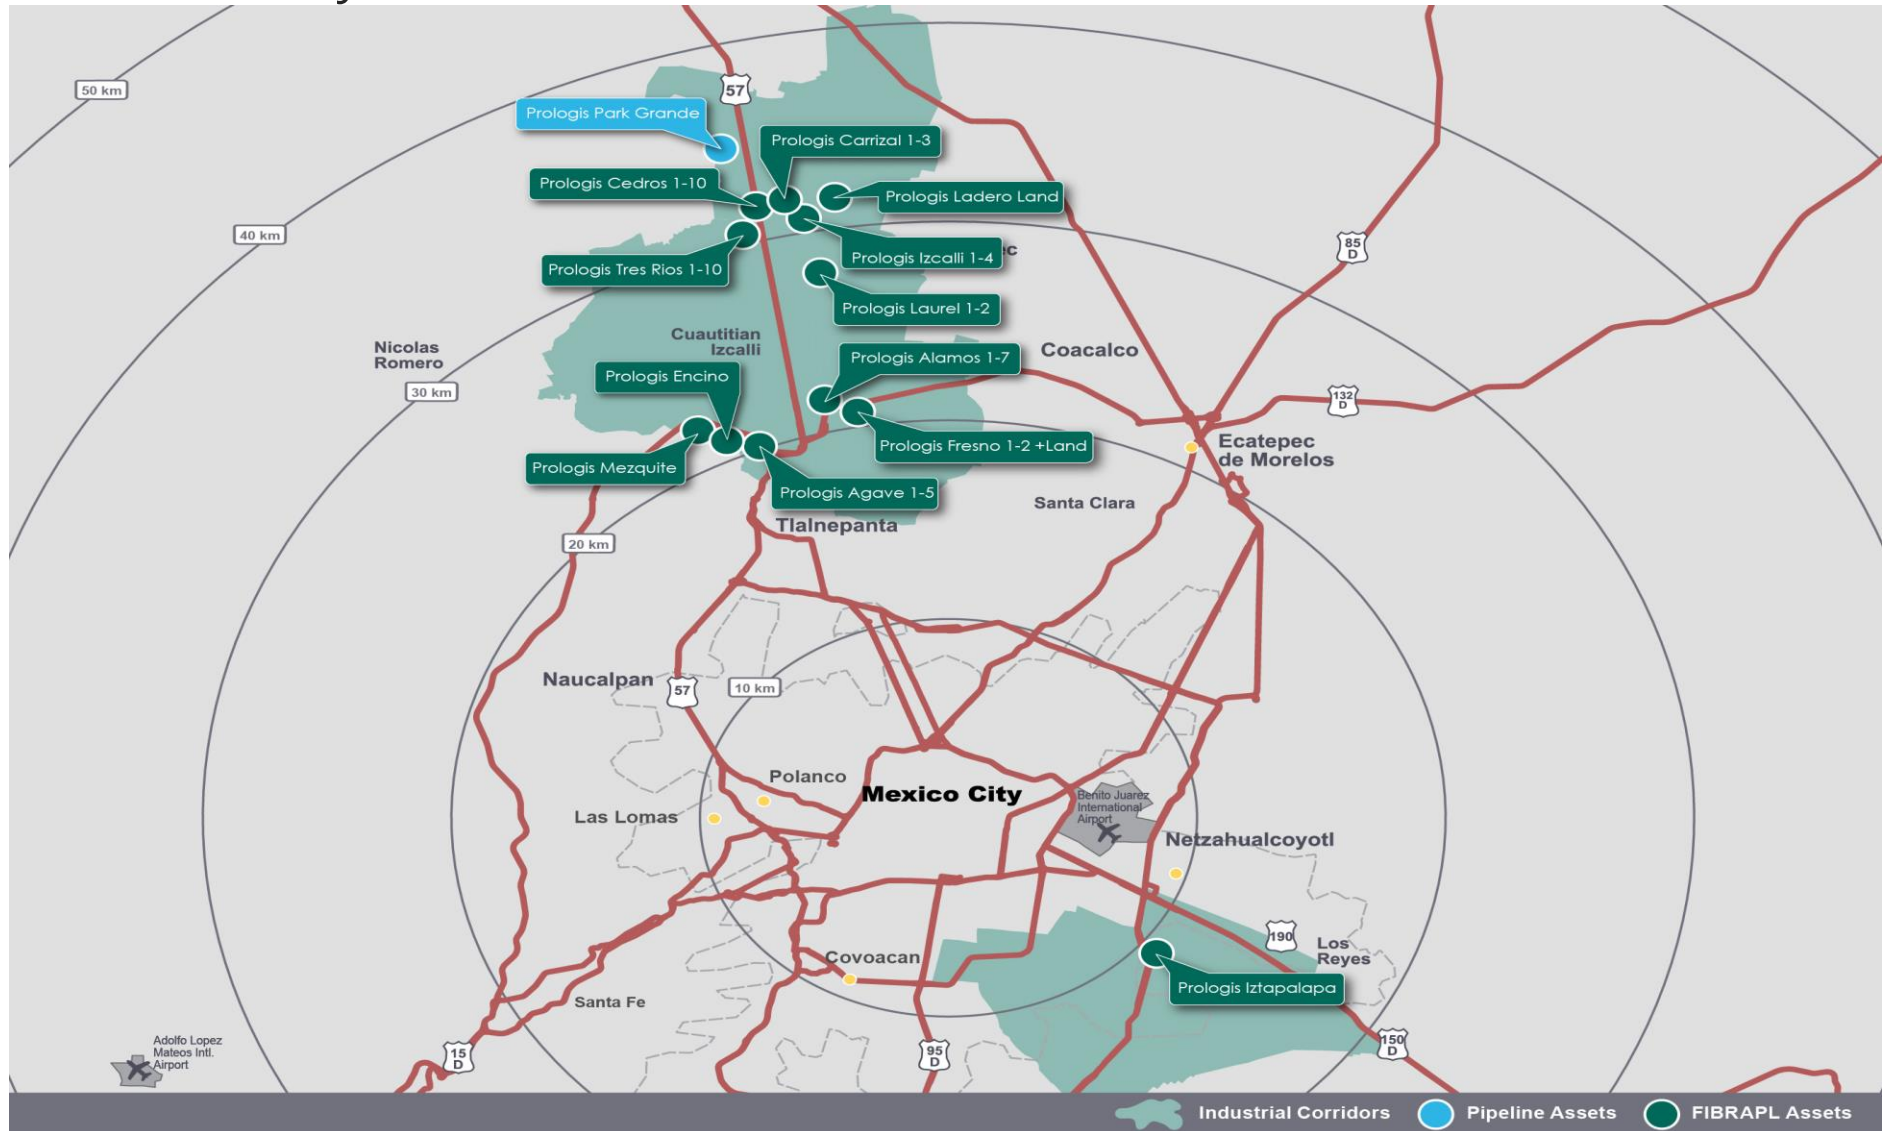 50 km
57
Prologis Park Grande
Prologis Carrizal 1-3
Prologis Cedros 1-10
Prologis Ladero Land
40 km
85
D
Prologis Izcalli 1-4
ec
Prologis Tres Rios 1-10
Prologis Laurel 1-2
Cuautitian
Izcalli
Nicolas
Romero
Coacalco
Prologis Alamos 1-7
Prologis Encino
30 km
132
D
Prologis Fresno 1-2 +Land
Ecatepec
de Morelos
Prologis Mezquite
Prologis Agave 1-5
Santa Clara
Tlalnepanta
20 km
Naucalpan
57
10 km
Polanco
Mexico City
Benito Juarez
International
Airport
Las Lomas
Netzahualcoyotl
190
Los
Reyes
Covoacan
Prologis Iztapalapa
Santa Fe
Adolfo Lopez
Mateos Intl.
Airport
15
D
95
D
150
D
Industrial Corridors
Pipeline Assets
FIBRAPL Assets